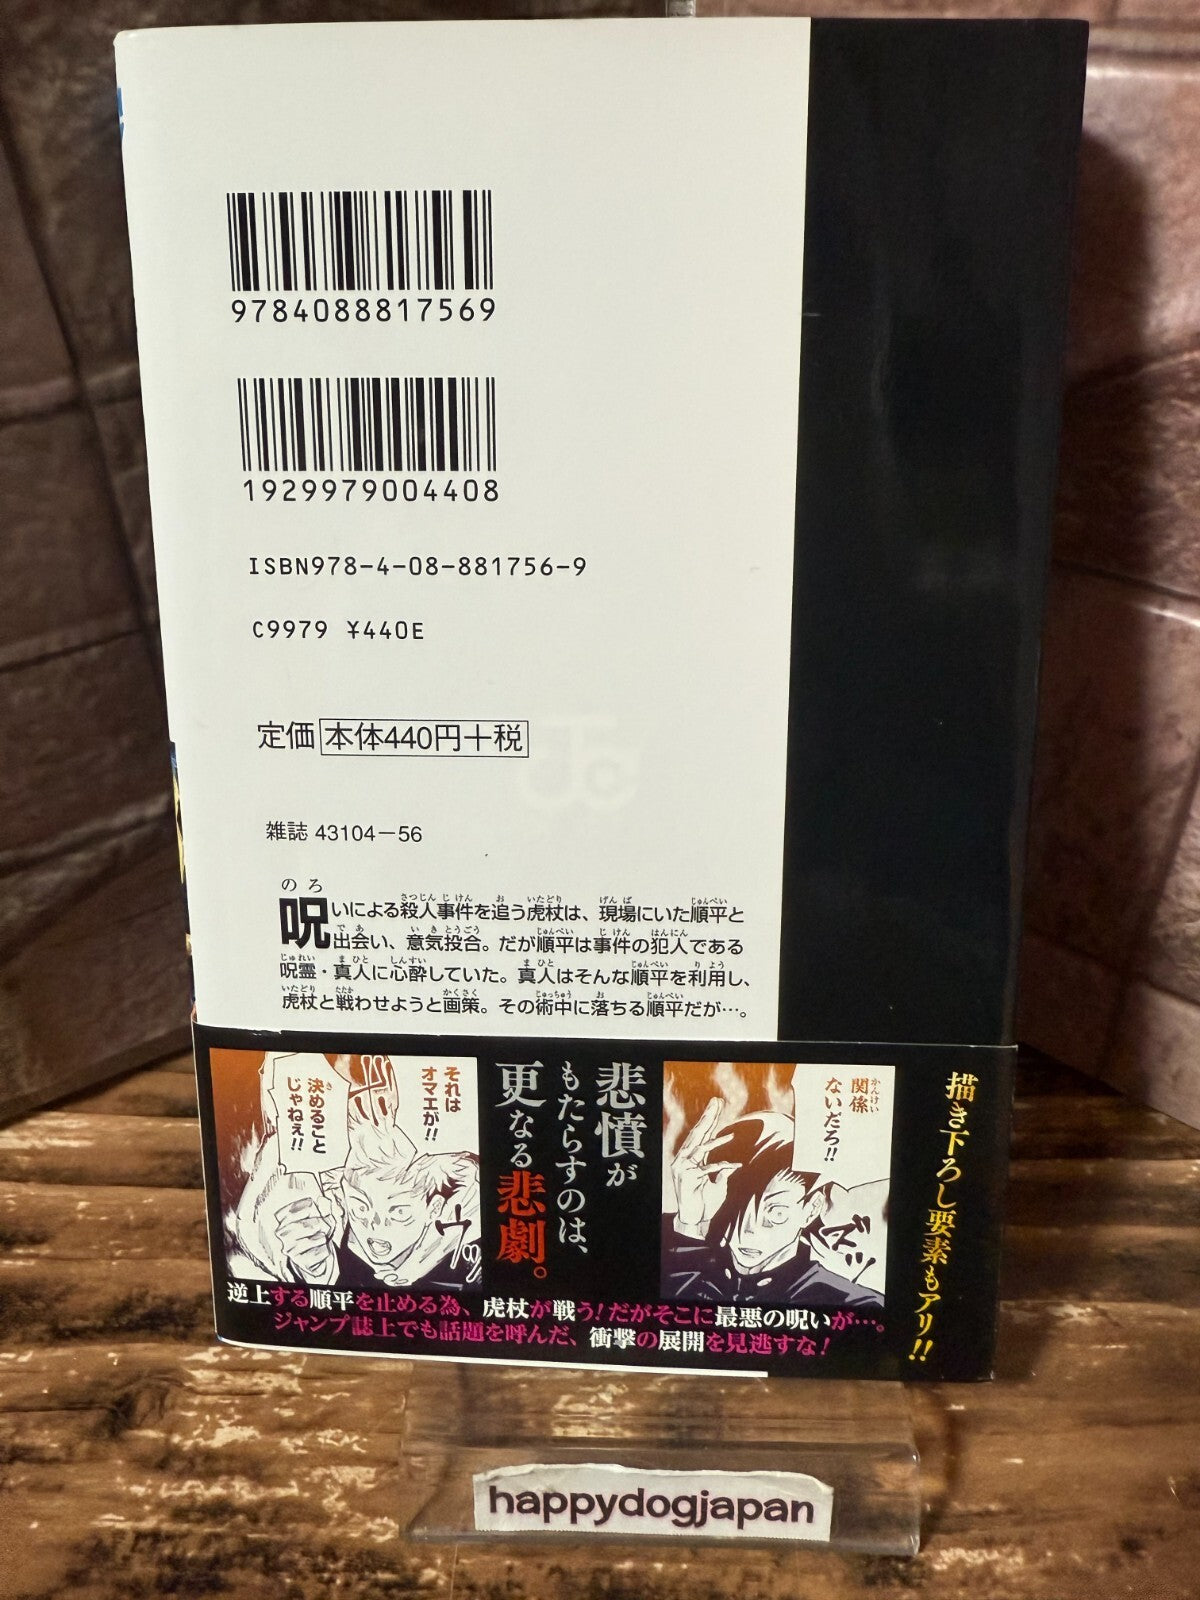 9784088817569
1929979004408
ISBN978-4-08-881756-9
C9979 ¥440E
定価 本体440円+税
雑誌 43104-56
呪いによる殺人事件を追う虎杖は、現場にいた順平と
出会い、意気投合。だが順平は事件の犯人である
呪霊・真人に心酔していた。真人はそんな順平を利用し、
虎杖と戦わせようと画策。その術中に落ちる順平だが…。
描き下ろし要素もアリ!!
関係
ないだろ!!
悲憤が
もたらすのは、
更なる悲劇。
それは
オマエが!!
決めること
じゃねぇ!!
逆上する順平を止める為、虎杖が戦う!だがそこに最悪の呪いが…。
ジャンプ誌上でも話題を呼んだ、衝撃の展開を見逃すな!
happydogjapan